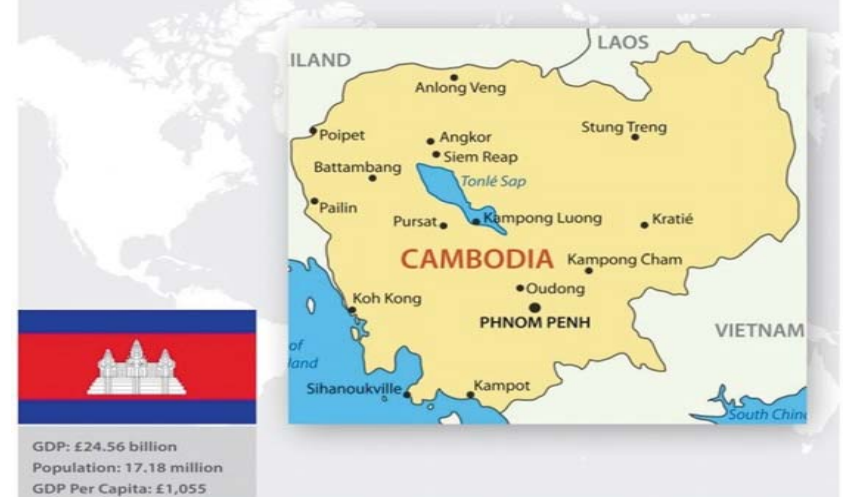 LAOS
ILAND
Anlong Veng
Stung Treng
Poipet
Angkor
Siem Reap
Battambang
Tonlé Sap
Pailin
Pursat
Kampong Luong
Kratié
CAMBODIA
Kampong Cham
Oudong
Koh Kong
PHNOM PENH
VIETNAM
of
land
Sihanoukville
Kampot
South Chin
GDP: £24.56 billion
Population: 17.18 million
GDP Per Capita: £1,055